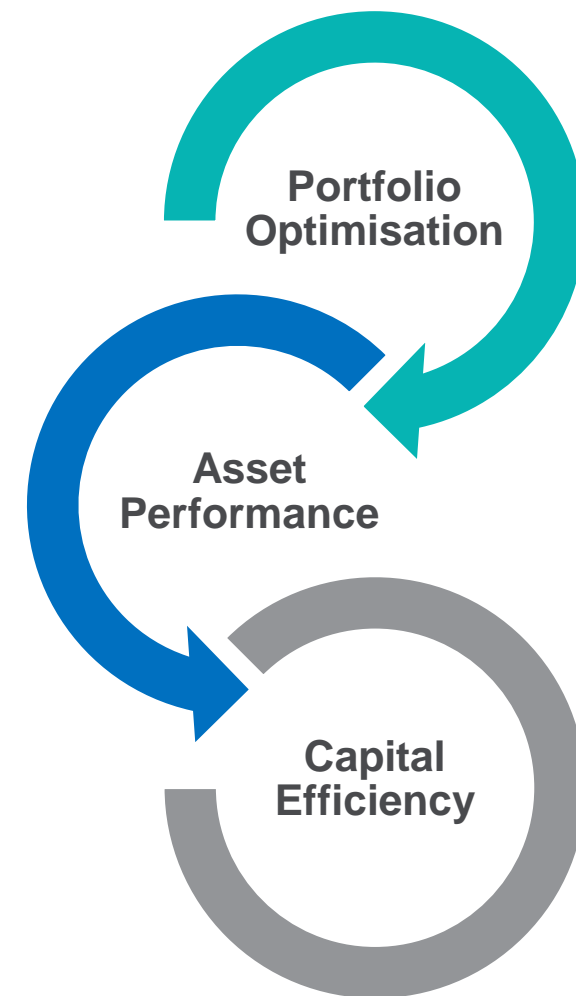 Portfolio
Optimisation
Asset
Performance
Capital
Efficiency